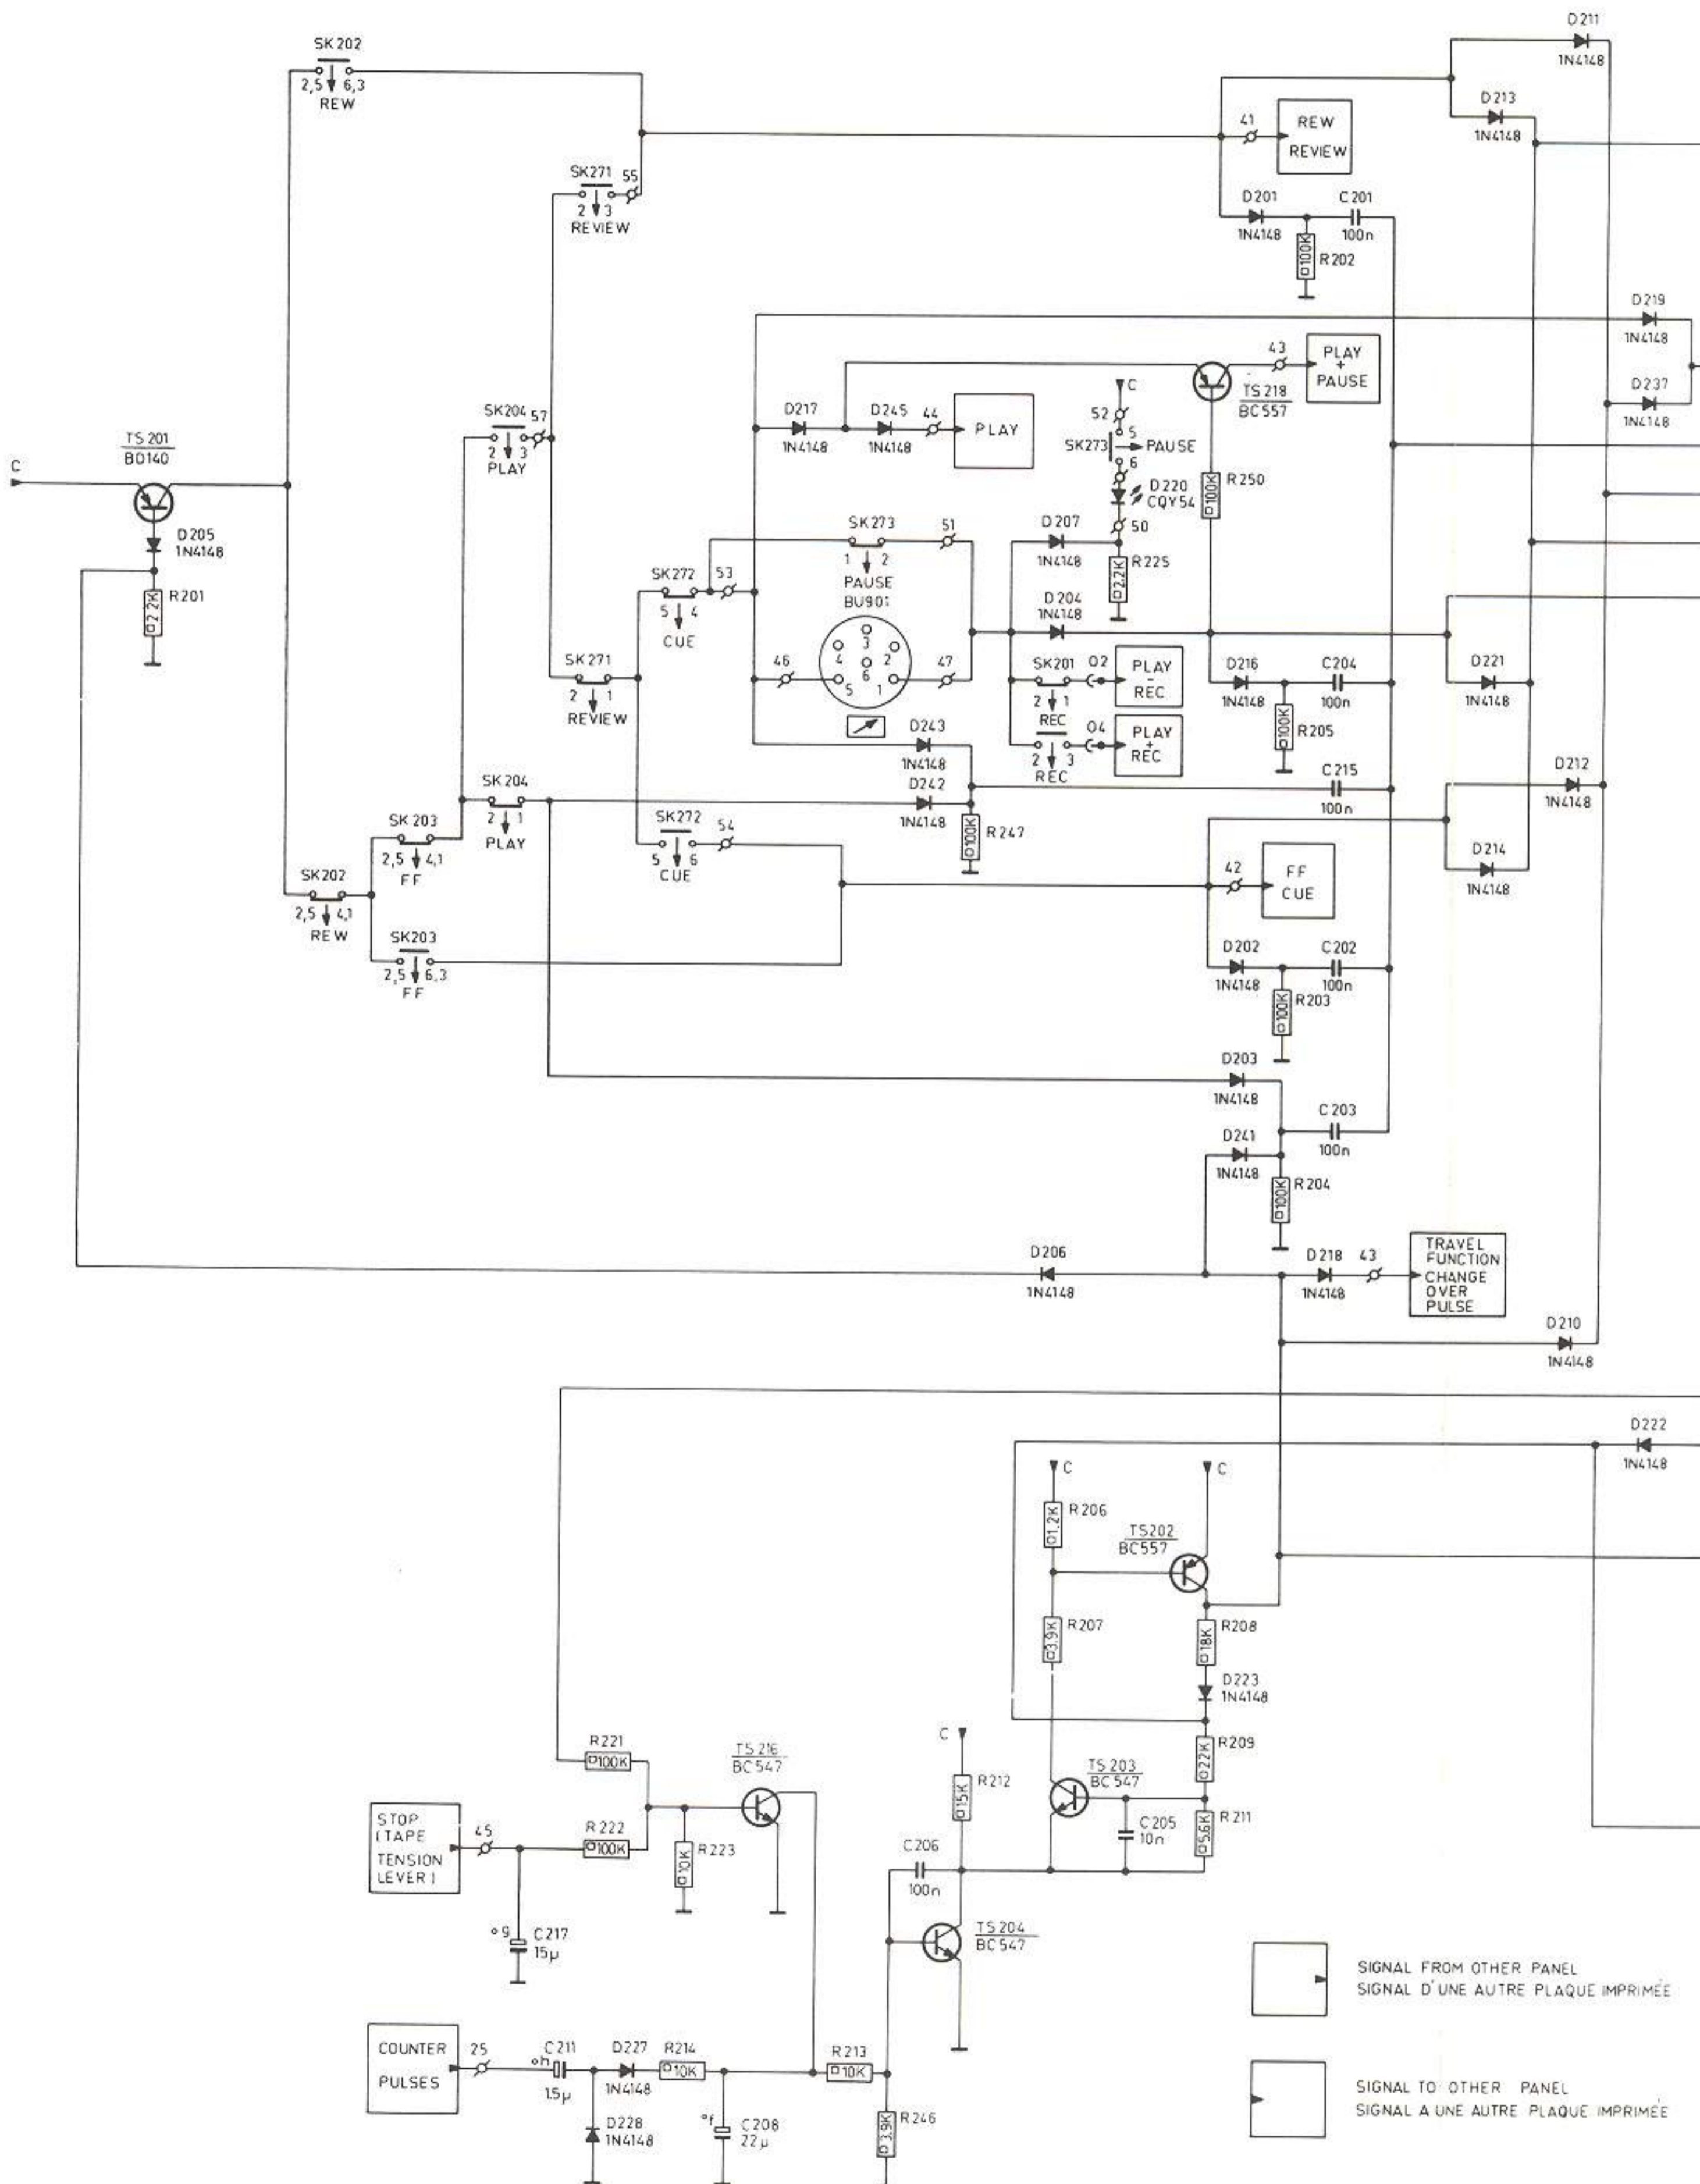 D211
1N4148
SK202
2,5 6,3
REW
D213
1N4148
41
REW
REVIEW
SK271
55
2 3
REVIEW
D201
1N4148
C201
100n
100K
R202
D219
1N4148
43
PLAY
+
PAUSE
TS218
BC557
C
D237
1N4148
SK204
57
2 3
PLAY
D217
1N4148
D245
1N4148
44
PLAY
52
5
SK273
PAUSE
6
D220
CQY54
50
100K
R250
TS201
BD140
C
D205
1N4148
2.2K
R201
SK273
51
1 2
PAUSE
BU901
D207
1N4148
2.2K
R225
SK272
53
5 4
CUE
D204
1N4148
3
4
2
6
5
1
46
47
SK271
2 1
REVIEW
SK201
2 1
REC
02
PLAY
-
REC
D216
1N4148
C204
100n
100K
R205
D221
1N4148
D243
1N4148
2 3
REC
04
PLAY
+
REC
D212
1N4148
C215
100n
SK204
2 1
PLAY
D242
1N4148
100K
R247
SK203
2,5 4,1
FF
SK272
54
5 6
CUE
D214
1N4148
42
FF
CUE
SK202
2,5 4,1
REW
SK203
2,5 6,3
FF
D202
1N4148
C202
100n
100K
R203
D203
1N4148
C203
100n
D241
1N4148
100K
R204
D206
1N4148
D218
1N4148
43
TRAVEL
FUNCTION
CHANGE
OVER
PULSE
D210
1N4148
D222
1N4148
C
C
1.2K
R206
TS202
BC557
3.9K
R207
18K
R208
D223
1N4148
R221
100K
TS216
BC547
C
15K
R212
TS203
BC547
22K
R209
C205
10n
5.6K
R211
STOP
(TAPE
TENSION
LEVER)
45
R222
100K
10K
R223
C206
100n
g
C217
15µ
TS204
BC547
SIGNAL FROM OTHER PANEL
SIGNAL D'UNE AUTRE PLAQUE IMPRIMÉE
COUNTER
PULSES
25
C211
h
1.5µ
D227
1N4148
R214
10K
R213
10K
D228
1N4148
f
C208
22µ
3.9K
R246
SIGNAL TO OTHER PANEL
SIGNAL A UNE AUTRE PLAQUE IMPRIMÉE